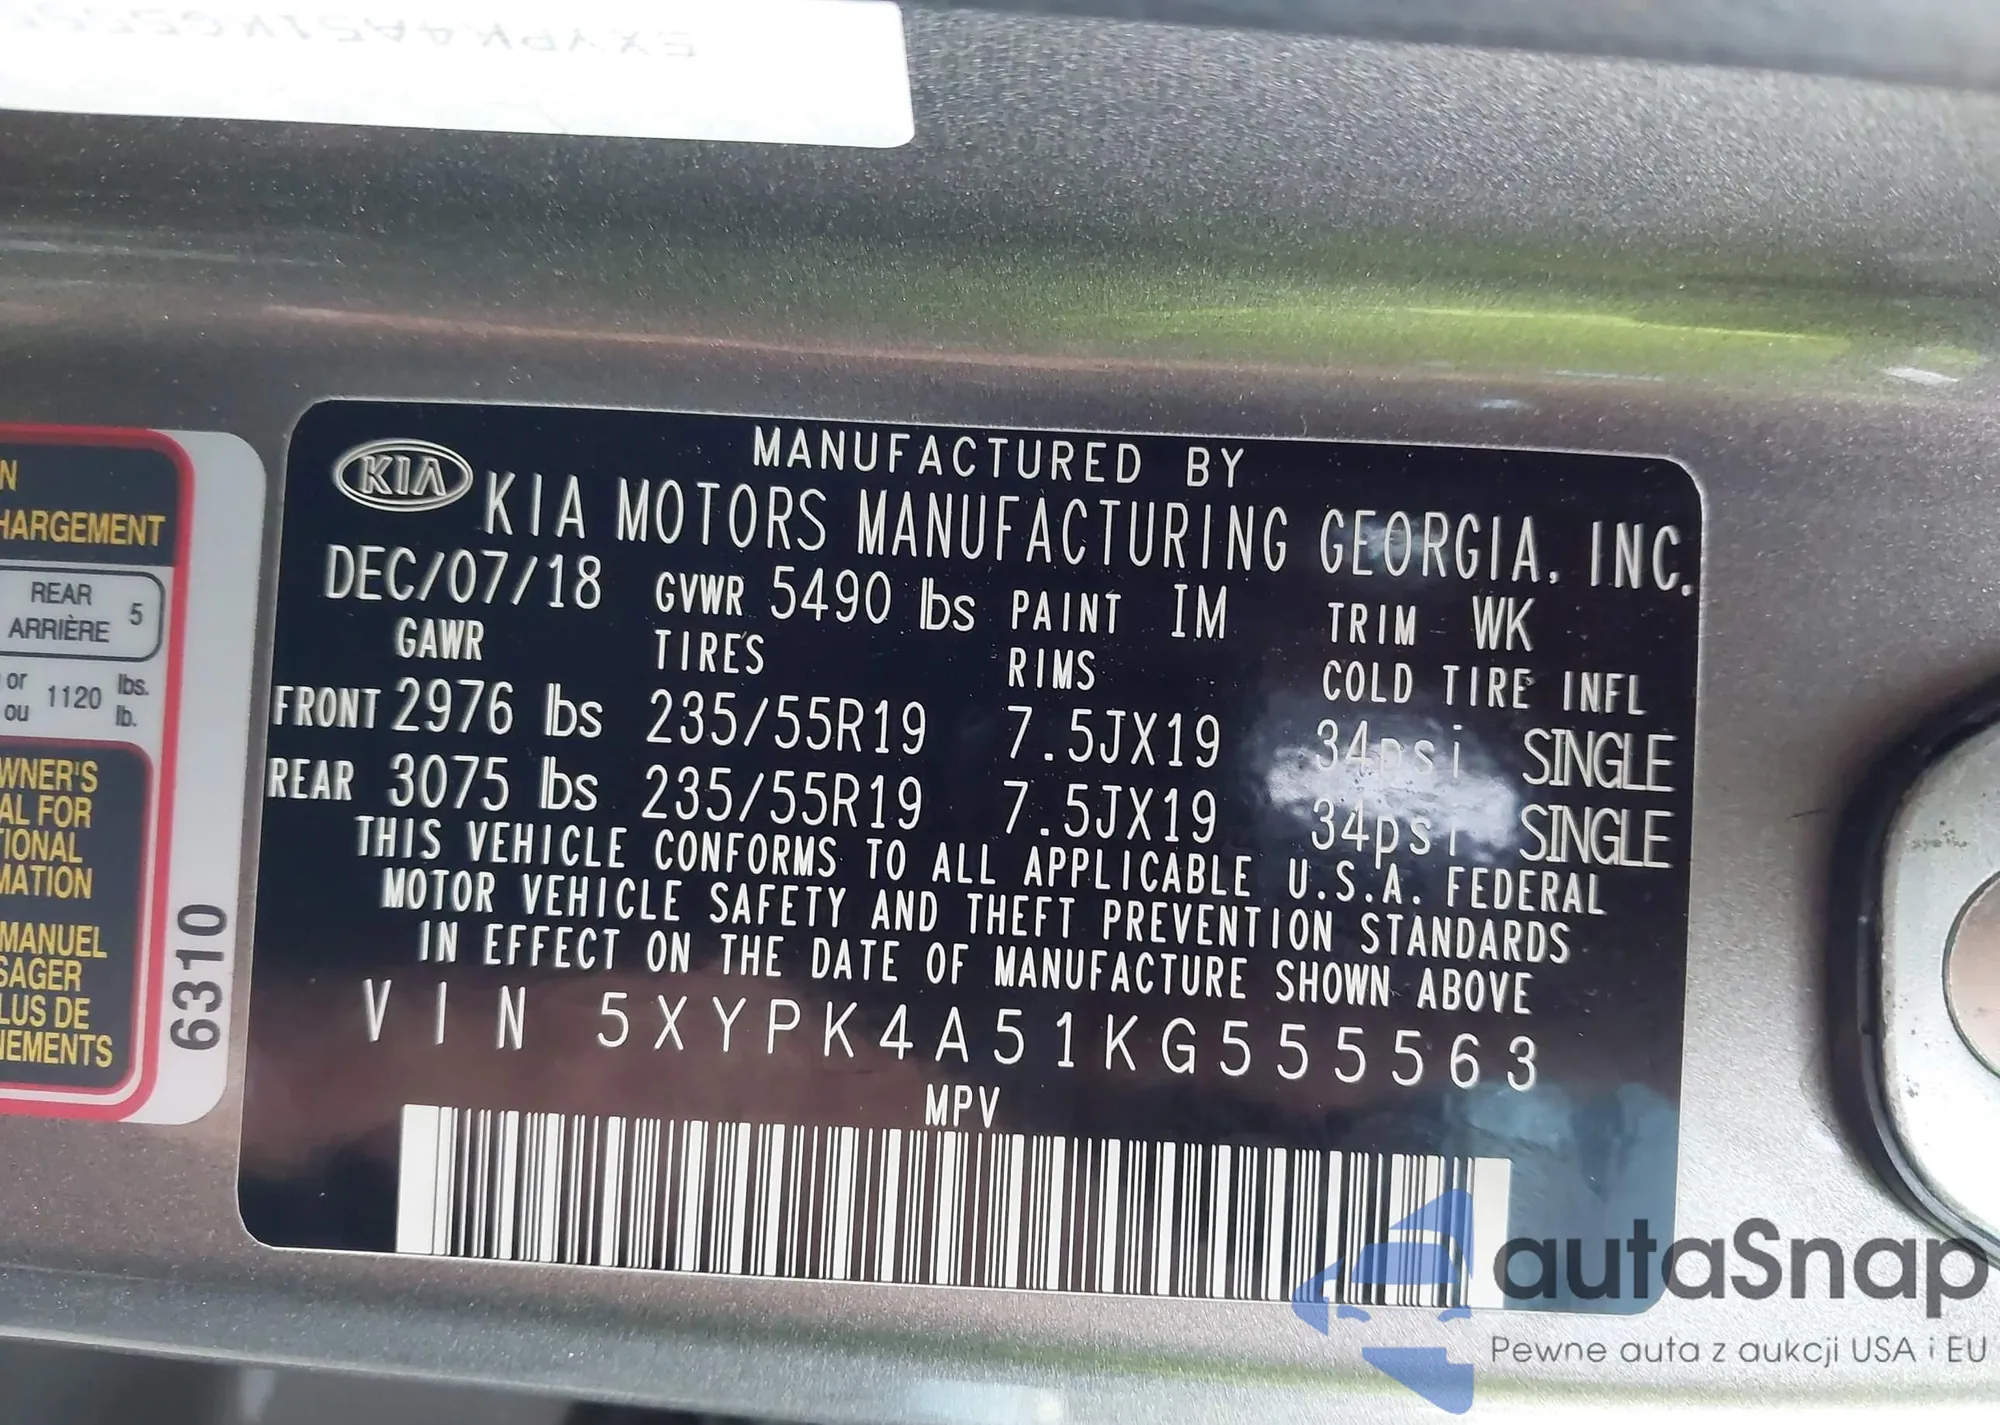 5XYPK4A51KG555
N
HARGEMENT
REAR
ARRIÈRE 5
or
ou 1120 lbs.
lb.
WNER'S
AL FOR
TIONAL
MATION
MANUEL
SAGER
LUS DE
NEMENTS
6310
KIA
MANUFACTURED BY
KIA MOTORS MANUFACTURING GEORGIA, INC.
DEC/07/18 GVWR 5490 lbs PAINT IM TRIM WK
GAWR TIRES RIMS COLD TIRE INFL
FRONT 2976 lbs 235/55R19 7.5JX19 34psi SINGLE
REAR 3075 lbs 235/55R19 7.5JX19 34psi SINGLE
THIS VEHICLE CONFORMS TO ALL APPLICABLE U.S.A. FEDERAL
MOTOR VEHICLE SAFETY AND THEFT PREVENTION STANDARDS
IN EFFECT ON THE DATE OF MANUFACTURE SHOWN ABOVE
VIN 5XYPK4A51KG555563
MPV
autaSnap
Pewne auta z aukcji USA i EU